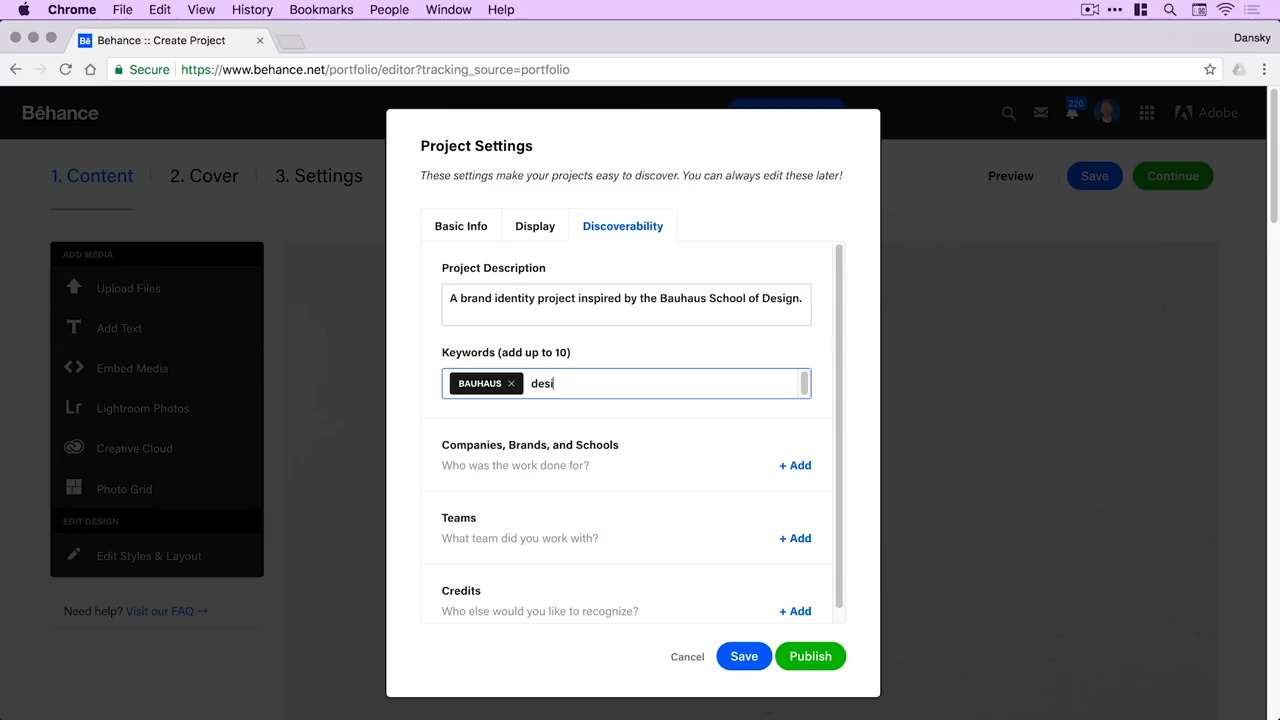 Chrome File Edit View History Bookmarks People Window Help
Bē Behance :: Create Project ×
Dansky
Secure https://www.behance.net/portfolio/editor?tracking_source=portfolio
Bēhance
220
Adobe
1. Content 2. Cover 3. Settings
Preview Save Continue
ADD MEDIA
Upload Files
T Add Text
Embed Media
Lr Lightroom Photos
Creative Cloud
Photo Grid
EDIT DESIGN
Edit Styles & Layout
Need help? Visit our FAQ →
Project Settings
These settings make your projects easy to discover. You can always edit these later!
Basic Info Display Discoverability
Project Description
A brand identity project inspired by the Bauhaus School of Design.
Keywords (add up to 10)
BAUHAUS × desi
Companies, Brands, and Schools
Who was the work done for? + Add
Teams
What team did you work with? + Add
Credits
Who else would you like to recognize? + Add
Cancel Save Publish